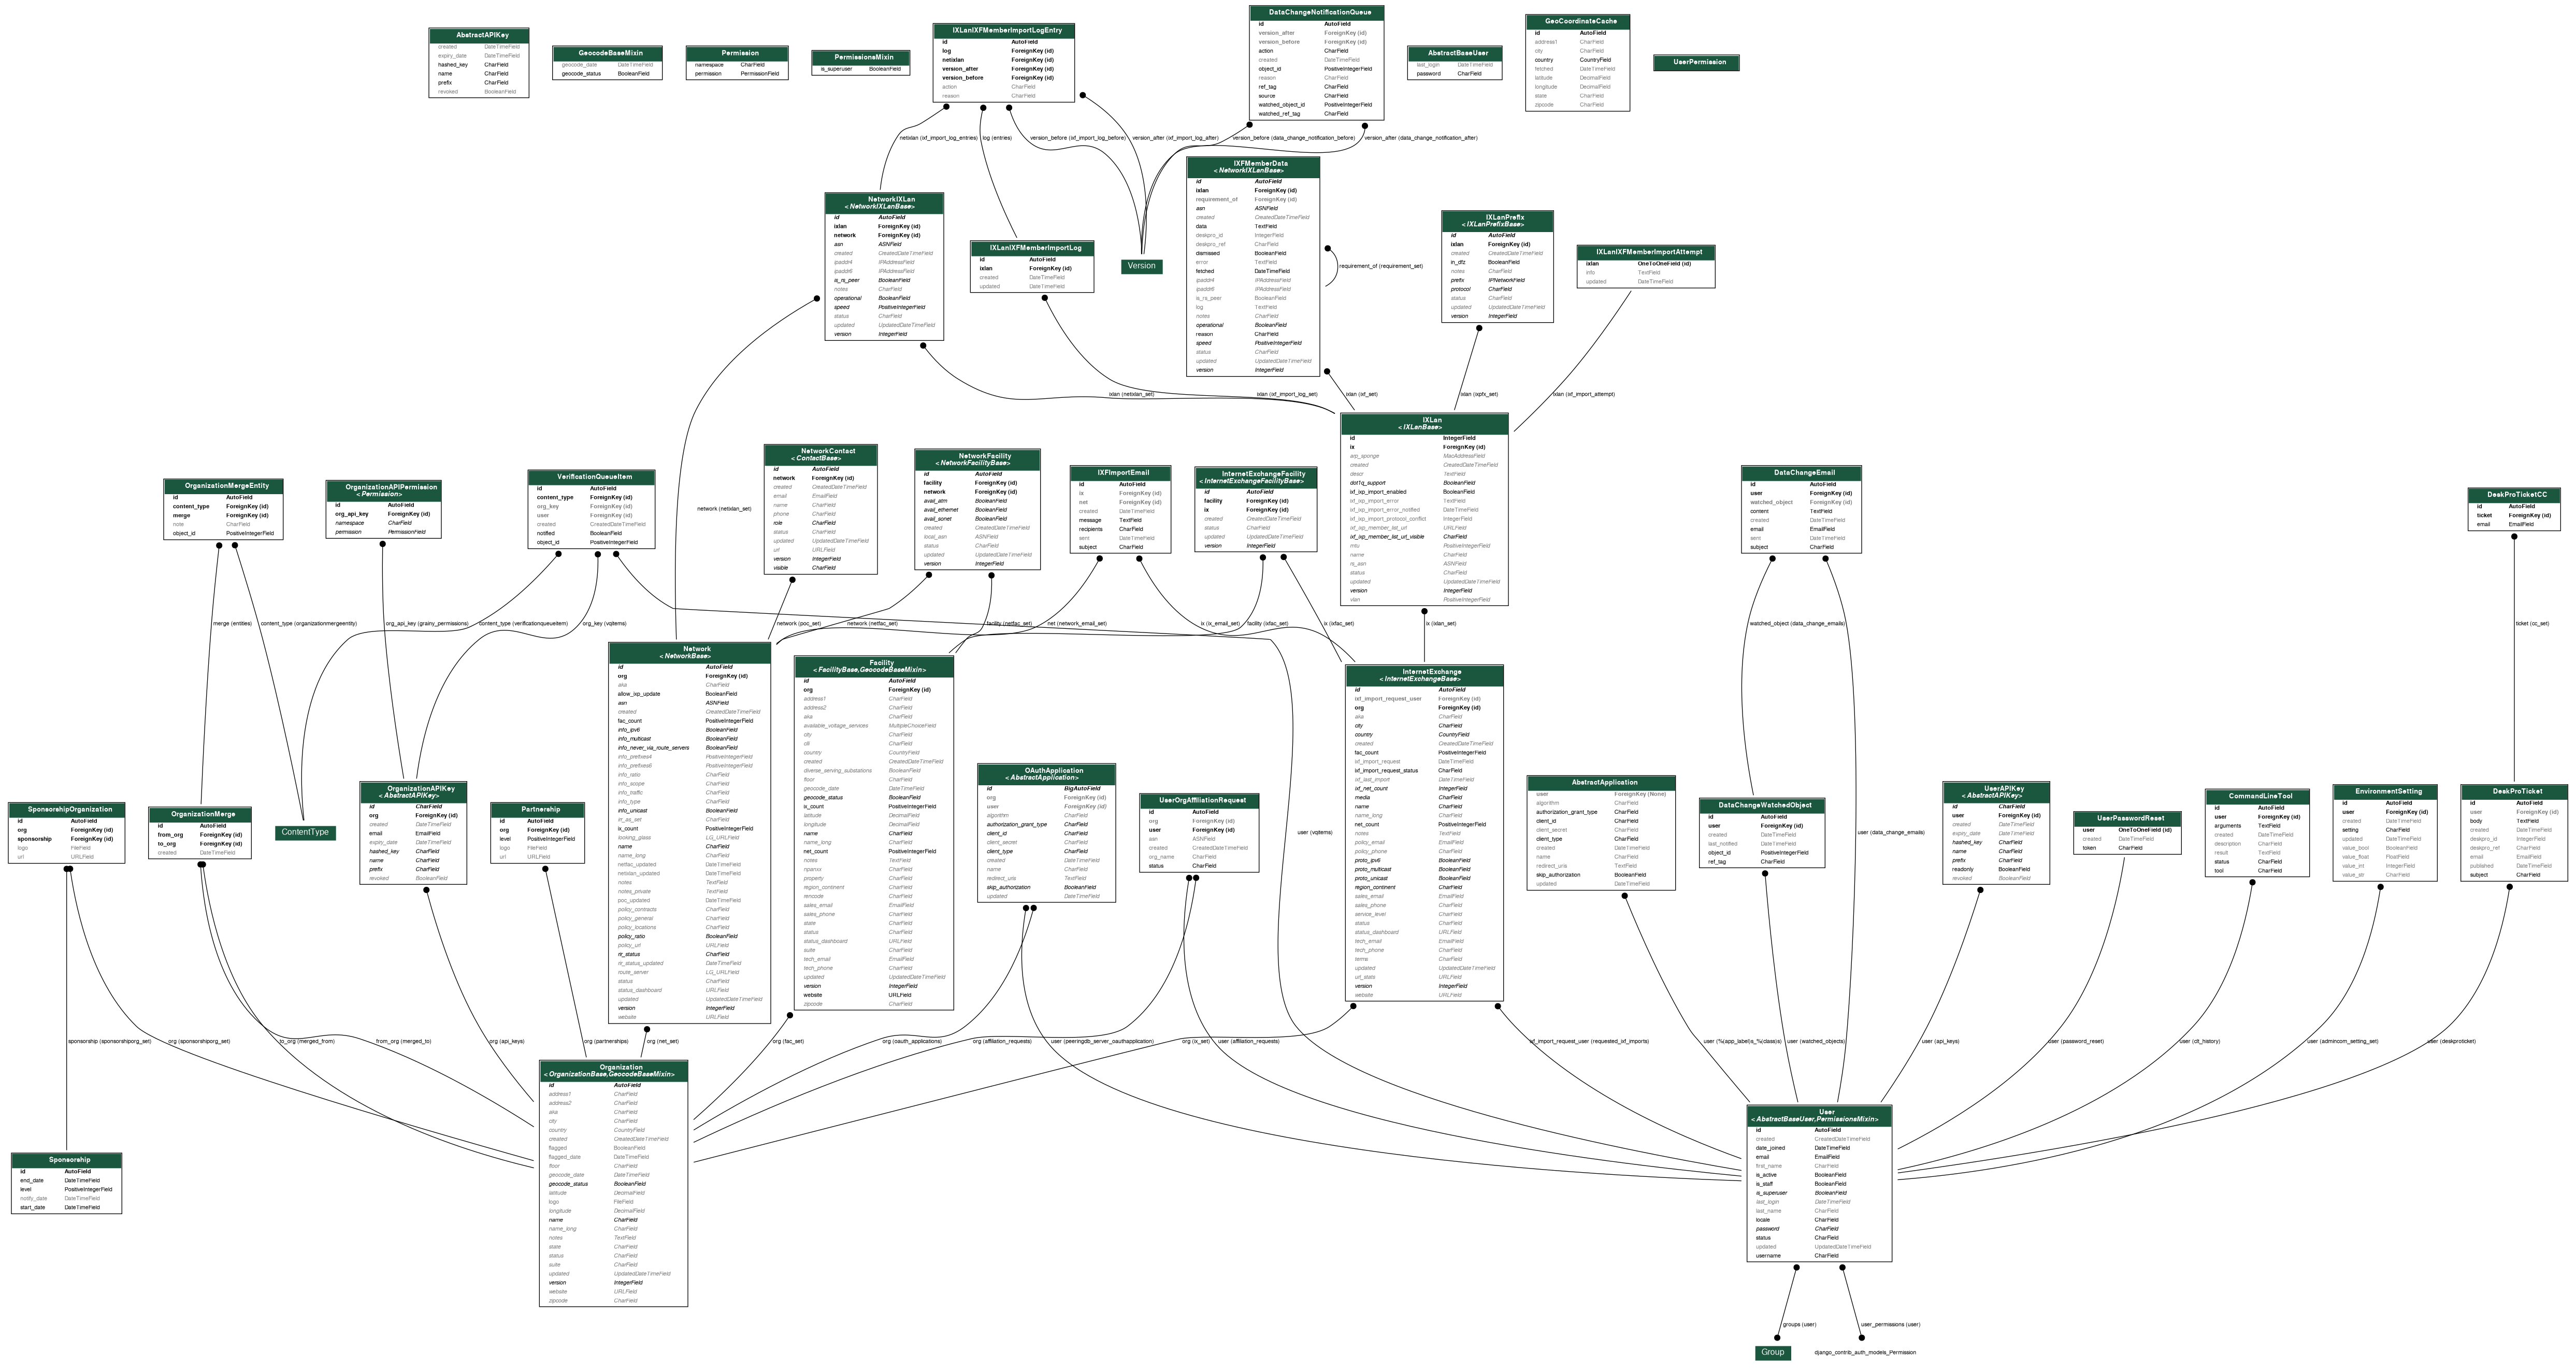 AbstractAPIKey
created DateTimeField
expiry_date DateTimeField
hashed_key CharField
name CharField
prefix CharField
revoked BooleanField
GeocodeBaseMixin
geocode_date DateTimeField
geocode_status BooleanField
Permission
namespace CharField
permission PermissionField
PermissionsMixin
is_superuser BooleanField
IXLanIXFMemberImportLogEntry
id AutoField
log ForeignKey (id)
netixlan ForeignKey (id)
version_after ForeignKey (id)
version_before ForeignKey (id)
action CharField
reason CharField
DataChangeNotificationQueue
id AutoField
version_after ForeignKey (id)
version_before ForeignKey (id)
action CharField
created DateTimeField
object_id PositiveIntegerField
reason CharField
ref_tag CharField
source CharField
watched_object_id PositiveIntegerField
watched_ref_tag CharField
AbstractBaseUser
last_login DateTimeField
password CharField
GeoCoordinateCache
id AutoField
address1 CharField
city CharField
country CountryField
fetched DateTimeField
latitude DecimalField
longitude DecimalField
state CharField
zipcode CharField
UserPermission
netixlan (ixf_import_log_entries)
log (entries)
version_before (ixf_import_log_before)
version_after (ixf_import_log_after)
version_before (data_change_notification_before)
version_after (data_change_notification_after)
NetworkIXLan
<NetworkIXLanBase>
id AutoField
ixlan ForeignKey (id)
network ForeignKey (id)
asn ASNField
created CreatedDateTimeField
ipaddr4 IPAddressField
ipaddr6 IPAddressField
is_rs_peer BooleanField
notes CharField
operational BooleanField
speed PositiveIntegerField
status CharField
updated UpdatedDateTimeField
version IntegerField
IXLanIXFMemberImportLog
id AutoField
ixlan ForeignKey (id)
created DateTimeField
updated DateTimeField
Version
IXFMemberData
<NetworkIXLanBase>
id AutoField
ixlan ForeignKey (id)
requirement_of ForeignKey (id)
asn ASNField
created CreatedDateTimeField
data TextField
deskpro_id IntegerField
deskpro_ref CharField
dismissed BooleanField
error TextField
fetched DateTimeField
ipaddr4 IPAddressField
ipaddr6 IPAddressField
is_rs_peer BooleanField
log TextField
notes CharField
operational BooleanField
reason CharField
speed PositiveIntegerField
status CharField
updated UpdatedDateTimeField
version IntegerField
requirement_of (requirement_set)
IXLanPrefix
<IXLanPrefixBase>
id AutoField
ixlan ForeignKey (id)
created CreatedDateTimeField
in_dfz BooleanField
notes CharField
prefix IPNetworkField
protocol CharField
status CharField
updated UpdatedDateTimeField
version IntegerField
IXLanIXFMemberImportAttempt
ixlan OneToOneField (id)
info TextField
updated DateTimeField
ixlan (netixlan_set)
ixlan (ixf_import_log_set)
ixlan (ixf_set)
ixlan (ixpfx_set)
ixlan (ixf_import_attempt)
IXLan
<IXLanBase>
id IntegerField
ix ForeignKey (id)
arp_sponge MacAddressField
created CreatedDateTimeField
descr TextField
dot1q_support BooleanField
ixf_ixp_import_enabled BooleanField
ixf_ixp_import_error TextField
ixf_ixp_import_error_notified DateTimeField
ixf_ixp_import_protocol_conflict IntegerField
ixf_ixp_member_list_url URLField
ixf_ixp_member_list_url_visible CharField
mtu PositiveIntegerField
name CharField
rs_asn ASNField
status CharField
updated UpdatedDateTimeField
version IntegerField
vlan PositiveIntegerField
OrganizationMergeEntity
id AutoField
content_type ForeignKey (id)
merge ForeignKey (id)
note CharField
object_id PositiveIntegerField
OrganizationAPIPermission
<Permission>
id AutoField
org_api_key ForeignKey (id)
namespace CharField
permission PermissionField
VerificationQueueItem
id AutoField
content_type ForeignKey (id)
org_key ForeignKey (id)
user ForeignKey (id)
created CreatedDateTimeField
notified BooleanField
object_id PositiveIntegerField
network (netixlan_set)
NetworkContact
<ContactBase>
id AutoField
network ForeignKey (id)
created CreatedDateTimeField
email EmailField
name CharField
phone CharField
role CharField
status CharField
updated UpdatedDateTimeField
url URLField
version IntegerField
visible CharField
NetworkFacility
<NetworkFacilityBase>
id AutoField
facility ForeignKey (id)
network ForeignKey (id)
avail_atm BooleanField
avail_ethernet BooleanField
avail_sonet BooleanField
created CreatedDateTimeField
local_asn ASNField
status CharField
updated UpdatedDateTimeField
version IntegerField
IXFImportEmail
id AutoField
ix ForeignKey (id)
net ForeignKey (id)
created DateTimeField
message TextField
recipients CharField
sent DateTimeField
subject CharField
InternetExchangeFacility
<InternetExchangeFacilityBase>
id AutoField
facility ForeignKey (id)
ix ForeignKey (id)
created CreatedDateTimeField
status CharField
updated UpdatedDateTimeField
version IntegerField
DataChangeEmail
id AutoField
user ForeignKey (id)
watched_object ForeignKey (id)
content TextField
created DateTimeField
email EmailField
sent DateTimeField
subject CharField
DeskProTicketCC
id AutoField
ticket ForeignKey (id)
email EmailField
merge (entities)
content_type (organizationmergeentity)
org_api_key (grainy_permissions)
content_type (verificationqueueitem)
org_key (vqitems)
network (poc_set)
network (netfac_set)
facility (netfac_set)
net (network_email_set)
ix (ix_email_set)
facility (ixfac_set)
ix (ixfac_set)
ix (ixlan_set)
watched_object (data_change_emails)
ticket (cc_set)
Network
<NetworkBase>
id AutoField
org ForeignKey (id)
aka CharField
allow_ixp_update BooleanField
asn ASNField
created CreatedDateTimeField
fac_count PositiveIntegerField
info_ipv6 BooleanField
info_multicast BooleanField
info_never_via_route_servers BooleanField
info_prefixes4 PositiveIntegerField
info_prefixes6 PositiveIntegerField
info_ratio CharField
info_scope CharField
info_traffic CharField
info_type CharField
info_unicast BooleanField
irr_as_set CharField
ix_count PositiveIntegerField
looking_glass LG_URLField
name CharField
name_long CharField
netfac_updated DateTimeField
netixlan_updated DateTimeField
notes TextField
notes_private TextField
poc_updated DateTimeField
policy_contracts CharField
policy_general CharField
policy_locations CharField
policy_ratio BooleanField
policy_url URLField
rir_status CharField
rir_status_updated DateTimeField
route_server LG_URLField
status CharField
status_dashboard URLField
updated UpdatedDateTimeField
version IntegerField
website URLField
Facility
<FacilityBase,GeocodeBaseMixin>
id AutoField
org ForeignKey (id)
address1 CharField
address2 CharField
aka CharField
available_voltage_services MultipleChoiceField
city CharField
clli CharField
country CountryField
created CreatedDateTimeField
diverse_serving_substations BooleanField
floor CharField
geocode_date DateTimeField
geocode_status BooleanField
ix_count PositiveIntegerField
latitude DecimalField
longitude DecimalField
name CharField
name_long CharField
net_count PositiveIntegerField
notes TextField
npanxx CharField
property CharField
region_continent CharField
rencode CharField
sales_email EmailField
sales_phone CharField
state CharField
status CharField
status_dashboard URLField
suite CharField
tech_email EmailField
tech_phone CharField
updated UpdatedDateTimeField
version IntegerField
website URLField
zipcode CharField
InternetExchange
<InternetExchangeBase>
id AutoField
ixf_import_request_user ForeignKey (id)
org ForeignKey (id)
aka CharField
city CharField
country CountryField
created CreatedDateTimeField
fac_count PositiveIntegerField
ixf_import_request DateTimeField
ixf_import_request_status CharField
ixf_last_import DateTimeField
ixf_net_count IntegerField
media CharField
name CharField
name_long CharField
net_count PositiveIntegerField
notes TextField
policy_email EmailField
policy_phone CharField
proto_ipv6 BooleanField
proto_multicast BooleanField
proto_unicast BooleanField
region_continent CharField
sales_email EmailField
sales_phone CharField
service_level CharField
status CharField
status_dashboard URLField
tech_email EmailField
tech_phone CharField
terms CharField
updated UpdatedDateTimeField
url_stats URLField
version IntegerField
website URLField
SponsorshipOrganization
id AutoField
org ForeignKey (id)
sponsorship ForeignKey (id)
logo FileField
url URLField
OrganizationMerge
id AutoField
from_org ForeignKey (id)
to_org ForeignKey (id)
created DateTimeField
ContentType
OrganizationAPIKey
<AbstractAPIKey>
id CharField
org ForeignKey (id)
created DateTimeField
email EmailField
expiry_date DateTimeField
hashed_key CharField
name CharField
prefix CharField
revoked BooleanField
Partnership
id AutoField
org ForeignKey (id)
level PositiveIntegerField
logo FileField
url URLField
OAuthApplication
<AbstractApplication>
id BigAutoField
org ForeignKey (id)
user ForeignKey (id)
algorithm CharField
authorization_grant_type CharField
client_id CharField
client_secret CharField
client_type CharField
created DateTimeField
name CharField
redirect_uris TextField
skip_authorization BooleanField
updated DateTimeField
UserOrgAffiliationRequest
id AutoField
org ForeignKey (id)
user ForeignKey (id)
asn ASNField
created CreatedDateTimeField
org_name CharField
status CharField
user (vqitems)
AbstractApplication
user ForeignKey (None)
algorithm CharField
authorization_grant_type CharField
client_id CharField
client_secret CharField
client_type CharField
created DateTimeField
name CharField
redirect_uris TextField
skip_authorization BooleanField
updated DateTimeField
DataChangeWatchedObject
id AutoField
user ForeignKey (id)
created DateTimeField
last_notified DateTimeField
object_id PositiveIntegerField
ref_tag CharField
user (data_change_emails)
UserAPIKey
<AbstractAPIKey>
id CharField
user ForeignKey (id)
created DateTimeField
expiry_date DateTimeField
hashed_key CharField
name CharField
prefix CharField
readonly BooleanField
revoked BooleanField
UserPasswordReset
user OneToOneField (id)
created DateTimeField
token CharField
CommandLineTool
id AutoField
user ForeignKey (id)
arguments TextField
created DateTimeField
description CharField
result TextField
status CharField
tool CharField
EnvironmentSetting
id AutoField
user ForeignKey (id)
created DateTimeField
setting CharField
updated DateTimeField
value_bool BooleanField
value_float FloatField
value_int IntegerField
value_str CharField
DeskProTicket
id AutoField
user ForeignKey (id)
body TextField
created DateTimeField
deskpro_id IntegerField
deskpro_ref CharField
email EmailField
published DateTimeField
subject CharField
sponsorship (sponsorshiporg_set)
org (sponsorshiporg_set)
to_org (merged_from)
from_org (merged_to)
org (api_keys)
org (partnerships)
org (net_set)
org (fac_set)
org (oauth_applications)
org (affiliation_requests)
user (peeringdb_server_oauthapplication)
org (ix_set)
user (affiliation_requests)
ixf_import_request_user (requested_ixf_imports)
user (%(app_label)s_%(class)s)
user (watched_objects)
user (api_keys)
user (password_reset)
user (clt_history)
user (admincom_setting_set)
user (deskproticket)
Sponsorship
id AutoField
end_date DateTimeField
level PositiveIntegerField
notify_date DateTimeField
start_date DateTimeField
Organization
<OrganizationBase,GeocodeBaseMixin>
id AutoField
address1 CharField
address2 CharField
aka CharField
city CharField
country CountryField
created CreatedDateTimeField
flagged BooleanField
flagged_date DateTimeField
floor CharField
geocode_date DateTimeField
geocode_status BooleanField
latitude DecimalField
logo FileField
longitude DecimalField
name CharField
name_long CharField
notes TextField
state CharField
status CharField
suite CharField
updated UpdatedDateTimeField
version IntegerField
website URLField
zipcode CharField
User
<AbstractBaseUser,PermissionsMixin>
id AutoField
created CreatedDateTimeField
date_joined DateTimeField
email EmailField
first_name CharField
is_active BooleanField
is_staff BooleanField
is_superuser BooleanField
last_login DateTimeField
last_name CharField
locale CharField
password CharField
status CharField
updated UpdatedDateTimeField
username CharField
groups (user)
user_permissions (user)
Group
django_contrib_auth_models_Permission